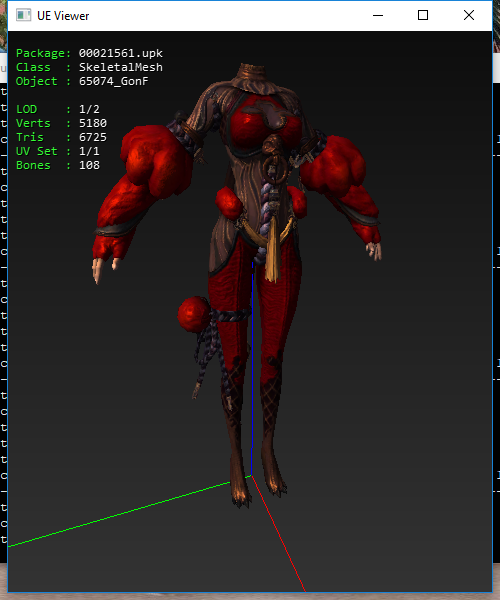 UE Viewer
Package: 00021561.upk
Class : SkeletalMesh
Object : 65074_GonF
LOD : 1/2
Verts : 5180
Tris : 6725
UV Set : 1/1
Bones : 108